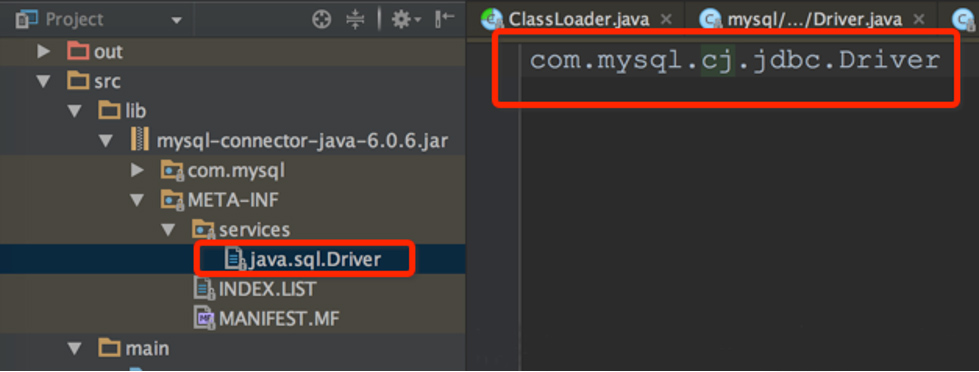 Project
out
src
lib
mysql-connector-java-6.0.6.jar
com.mysql
META-INF
services
java.sql.Driver
INDEX.LIST
MF MANIFEST.MF
main
C ClassLoader.java × C mysql/.../Driver.java × C
com.mysql.cj.jdbc.Driver